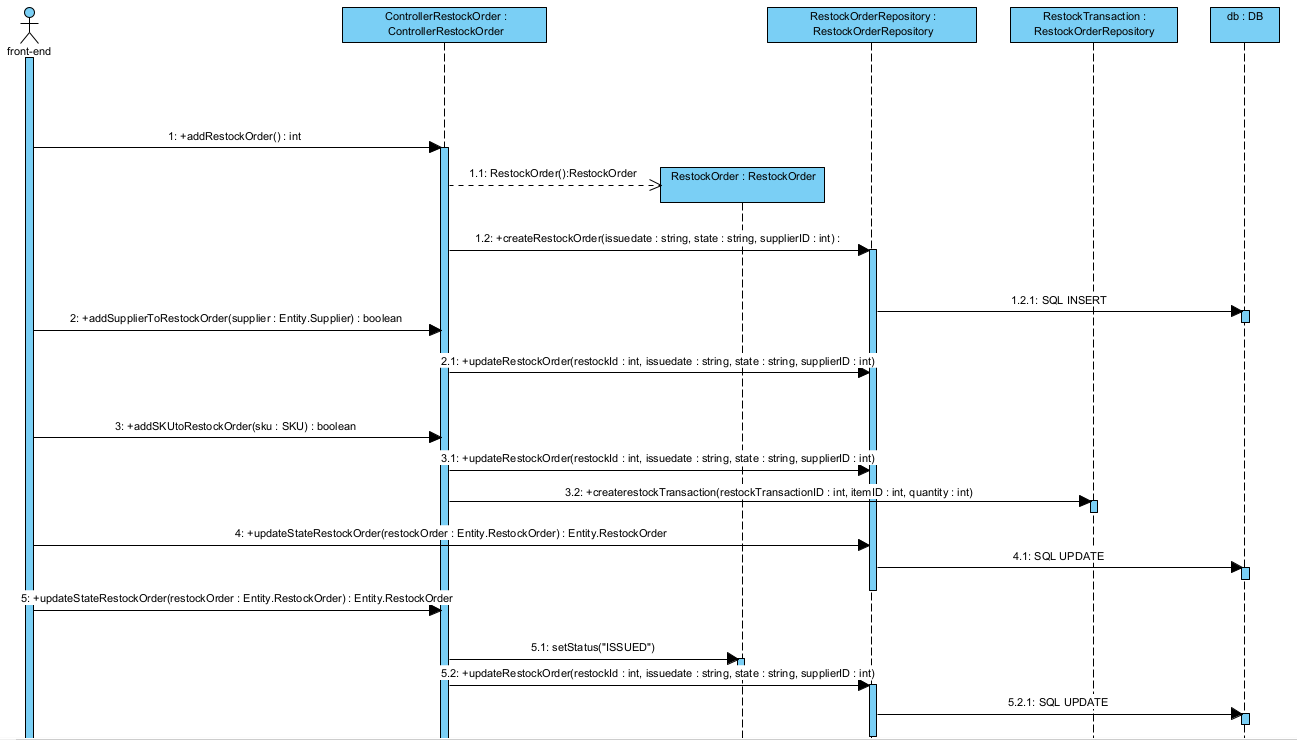 front-end
ControllerRestockOrder :
ControllerRestockOrder
RestockOrderRepository :
RestockOrderRepository
RestockTransaction :
RestockOrderRepository
db : DB
1: +addRestockOrder() : int
1.1: RestockOrder():RestockOrder
RestockOrder : RestockOrder
1.2: +createRestockOrder(issuedate : string, state : string, supplierID : int) :
1.2.1: SQL INSERT
2: +addSupplierToRestockOrder(supplier : Entity.Supplier) : boolean
2.1: +updateRestockOrder(restockId : int, issuedate : string, state : string, supplierID : int)
3: +addSKUtoRestockOrder(sku : SKU) : boolean
3.1: +updateRestockOrder(restockId : int, issuedate : string, state : string, supplierID : int)
3.2: +createrestockTransaction(restockTransactionID : int, itemID : int, quantity : int)
4: +updateStateRestockOrder(restockOrder : Entity.RestockOrder) : Entity.RestockOrder
4.1: SQL UPDATE
5: +updateStateRestockOrder(restockOrder : Entity.RestockOrder) : Entity.RestockOrder
5.1: setStatus("ISSUED")
5.2: +updateRestockOrder(restockId : int, issuedate : string, state : string, supplierID : int)
5.2.1: SQL UPDATE